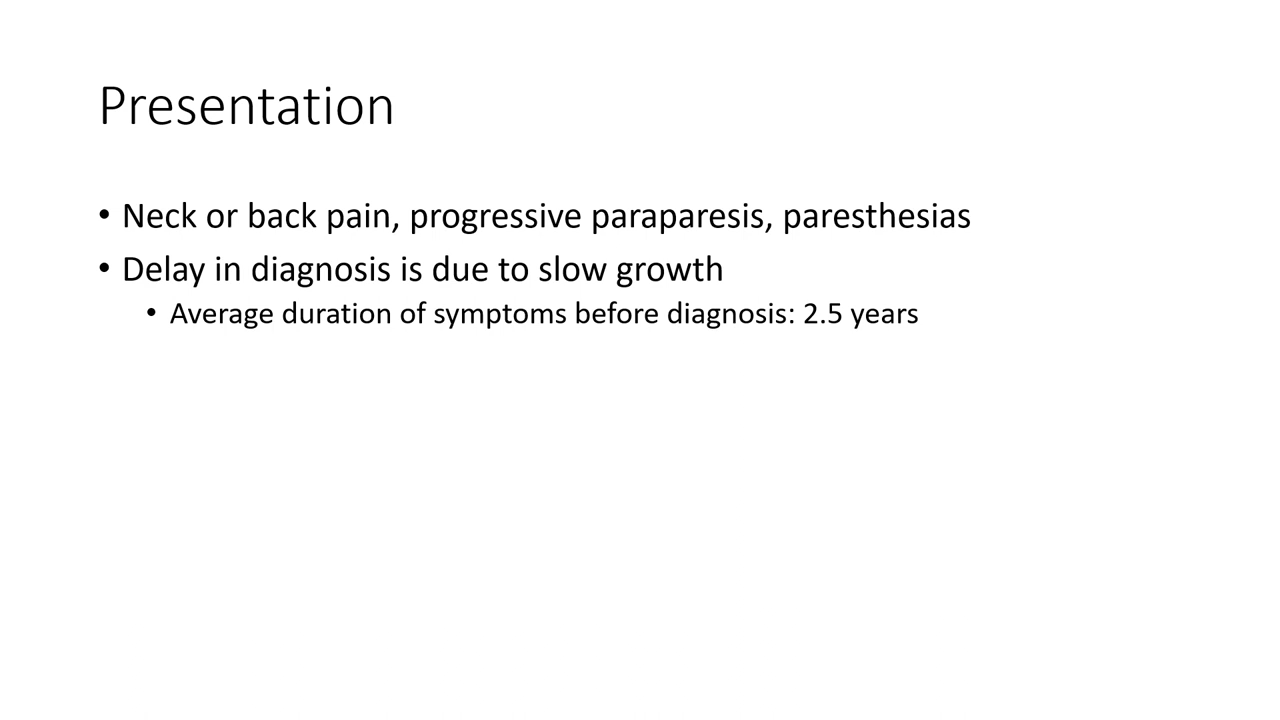 Presentation
• Neck or back pain, progressive paraparesis, paresthesias
• Delay in diagnosis is due to slow growth
• Average duration of symptoms before diagnosis: 2.5 years